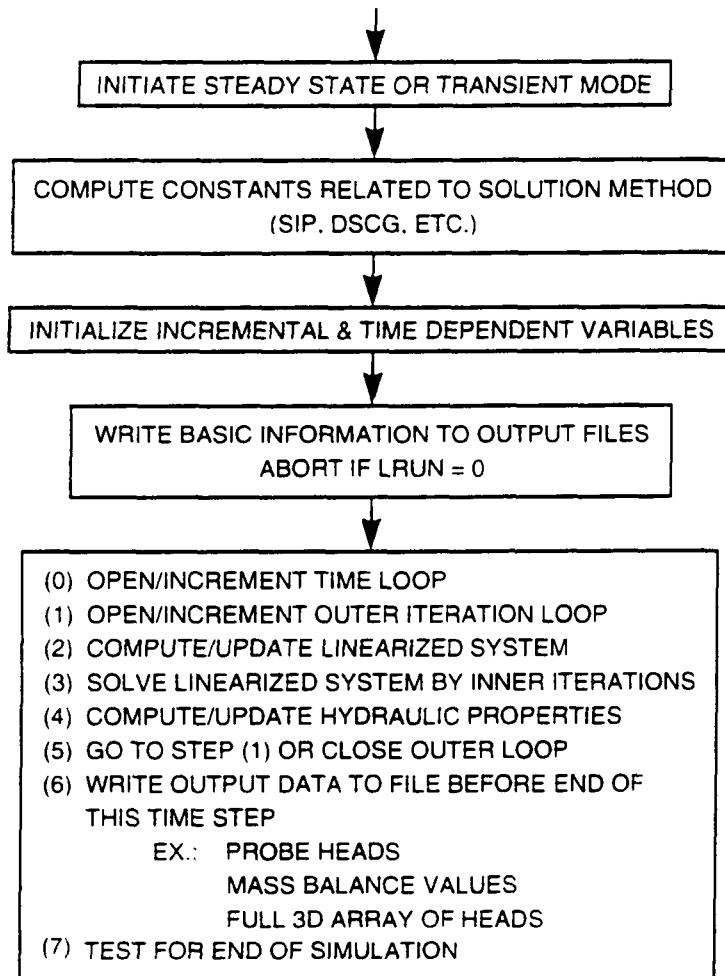 INITIATE STEADY STATE OR TRANSIENT MODE
COMPUTE CONSTANTS RELATED TO SOLUTION METHOD
(SIP, DSCG, ETC.)
INITIALIZE INCREMENTAL & TIME DEPENDENT VARIABLES
WRITE BASIC INFORMATION TO OUTPUT FILES
ABORT IF LRUN = 0
(0) OPEN/INCREMENT TIME LOOP
(1) OPEN/INCREMENT OUTER ITERATION LOOP
(2) COMPUTE/UPDATE LINEARIZED SYSTEM
(3) SOLVE LINEARIZED SYSTEM BY INNER ITERATIONS
(4) COMPUTE/UPDATE HYDRAULIC PROPERTIES
(5) GO TO STEP (1) OR CLOSE OUTER LOOP
(6) WRITE OUTPUT DATA TO FILE BEFORE END OF
THIS TIME STEP
EX.: PROBE HEADS
MASS BALANCE VALUES
FULL 3D ARRAY OF HEADS
(7) TEST FOR END OF SIMULATION